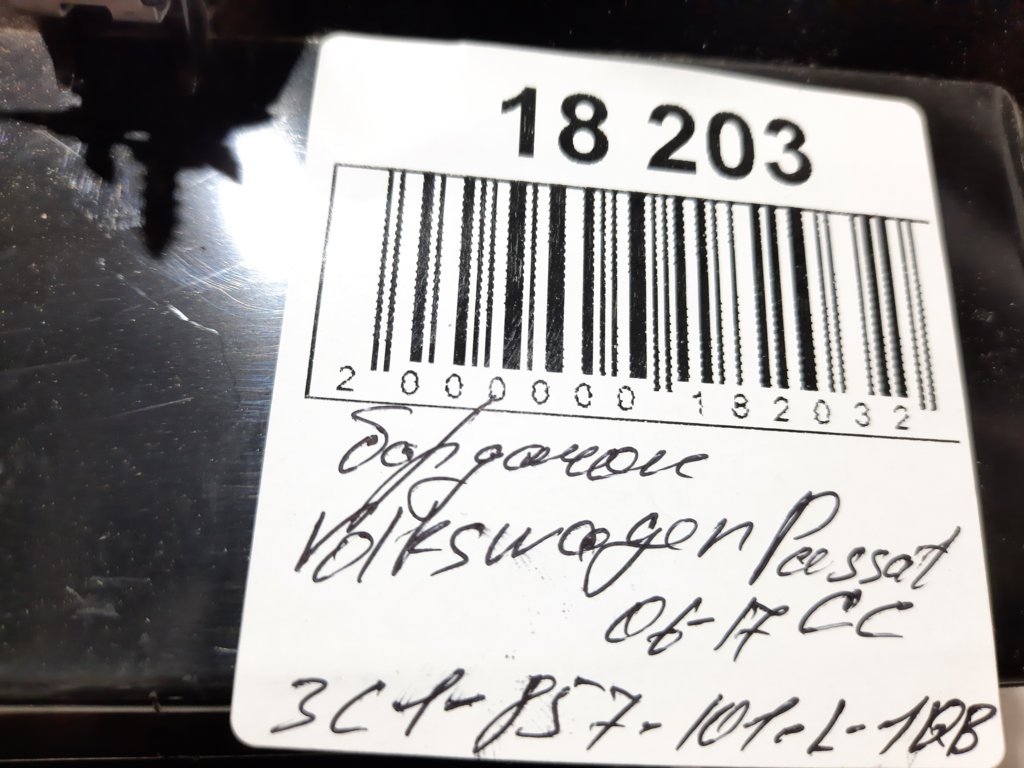 18 203
2 000000 182032
бардачок
Volkswagen Passat
06-17 CC
3C1-857-101-L-1QB